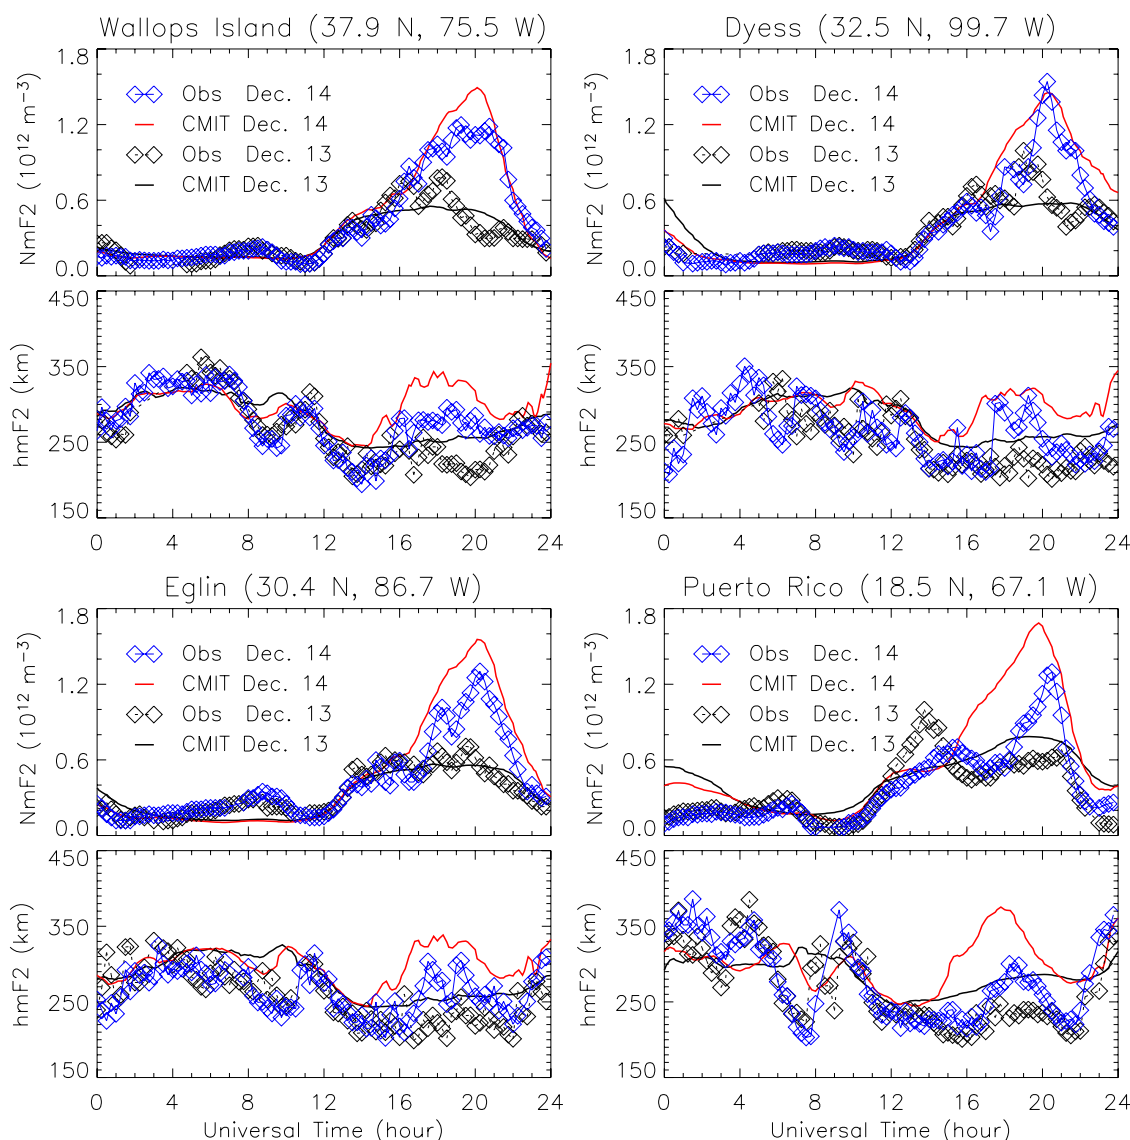 Wallops Island (37.9 N, 75.5 W)
1.8
1.2
0.6
0.0
NmF2 (10¹² m⁻³)
Obs Dec. 14
CMIT Dec. 14
Obs Dec. 13
CMIT Dec. 13
450
350
250
150
hmF2 (km)
0 4 8 12 16 20 24
Dyess (32.5 N, 99.7 W)
1.8
1.2
0.6
0.0
NmF2 (10¹² m⁻³)
Obs Dec. 14
CMIT Dec. 14
Obs Dec. 13
CMIT Dec. 13
450
350
250
150
hmF2 (km)
0 4 8 12 16 20 24
Eglin (30.4 N, 86.7 W)
1.8
1.2
0.6
0.0
NmF2 (10¹² m⁻³)
Obs Dec. 14
CMIT Dec. 14
Obs Dec. 13
CMIT Dec. 13
450
350
250
140
hmF2 (km)
0 4 8 12 16 20 24
Universal Time (hour)
Puerto Rico (18.5 N, 67.1 W)
1.8
1.2
0.6
0.0
NmF2 (10¹² m⁻³)
Obs Dec. 14
CMIT Dec. 14
Obs Dec. 13
CMIT Dec. 13
450
350
250
140
hmF2 (km)
0 4 8 12 16 20 24
Universal Time (hour)